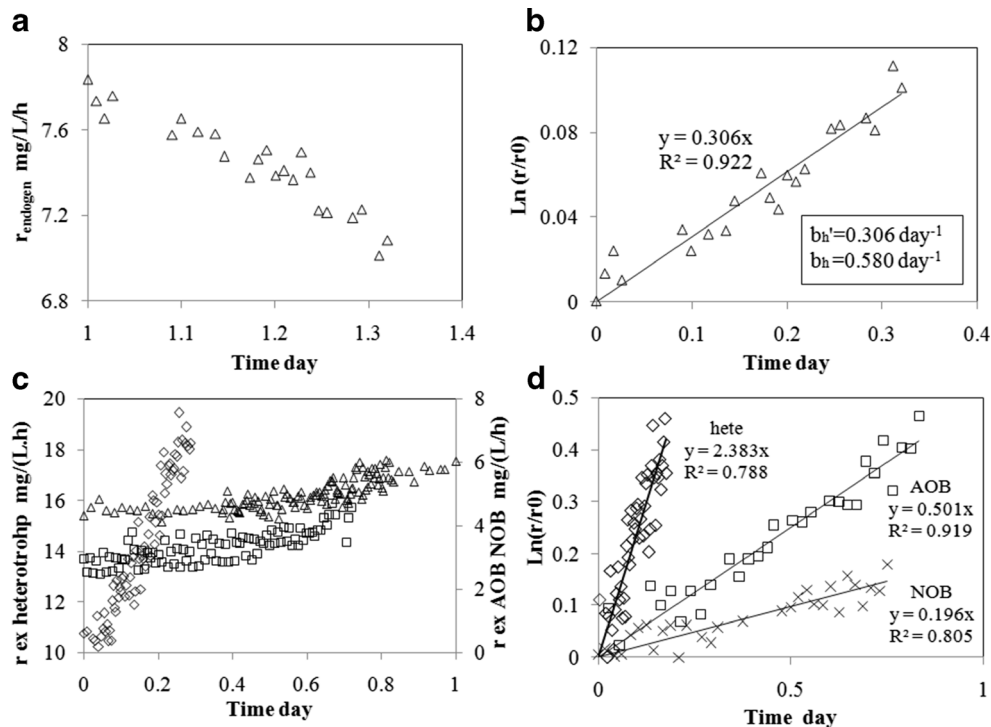 a
8
7.6
7.2
6.8
1
1.1
1.2
1.3
1.4
r endogen mg/L/h
Time day
b
0.12
0.08
0.04
0
0
0.1
0.2
0.3
0.4
Ln (r/r0)
Time day
y = 0.306x
R² = 0.922
bh'=0.306 day-1
bh=0.580 day-1
c
20
18
16
14
12
10
8
6
4
2
0
0
0.2
0.4
0.6
0.8
1
r ex heterotrohp mg/(L.h)
r ex AOB NOB mg/(L/h)
Time day
d
0.5
0.4
0.3
0.2
0.1
0.0
0
0.5
1
Ln(r/r0)
Time day
hete
y = 2.383x
R² = 0.788
AOB
y = 0.501x
R² = 0.919
NOB
y = 0.196x
R² = 0.805